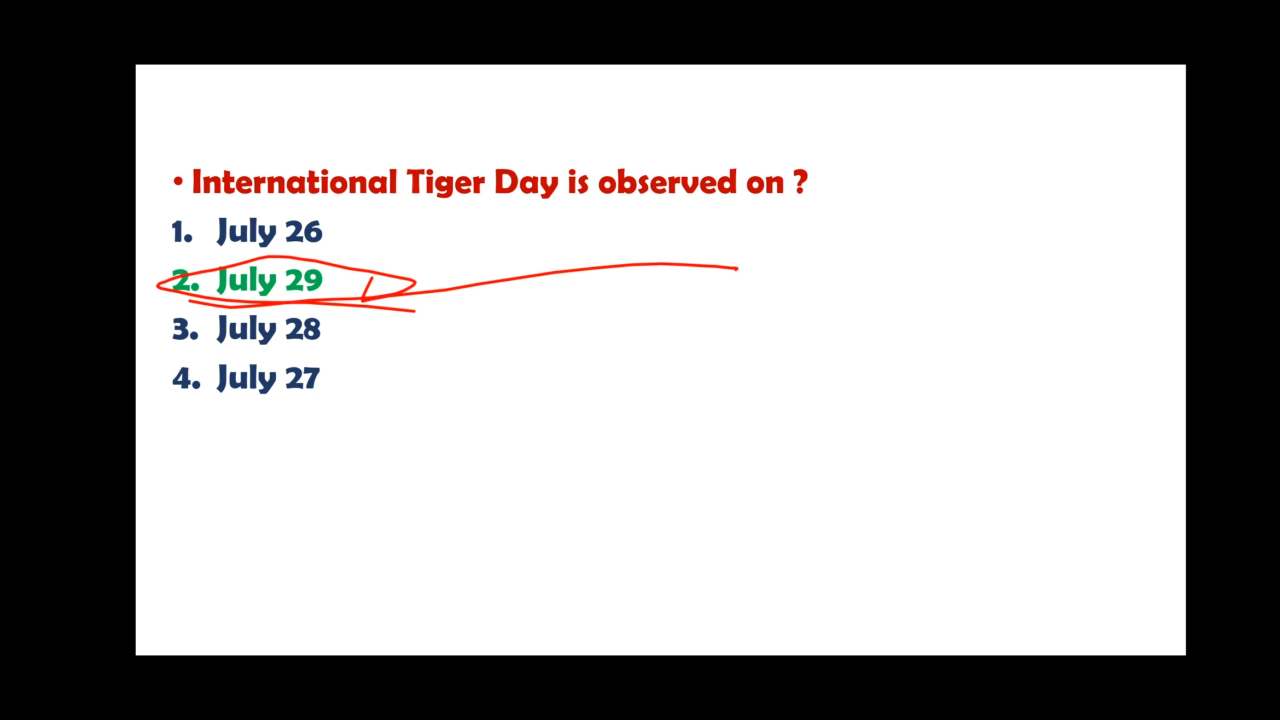 • International Tiger Day is observed on ?
1. July 26
2. July 29
3. July 28
4. July 27